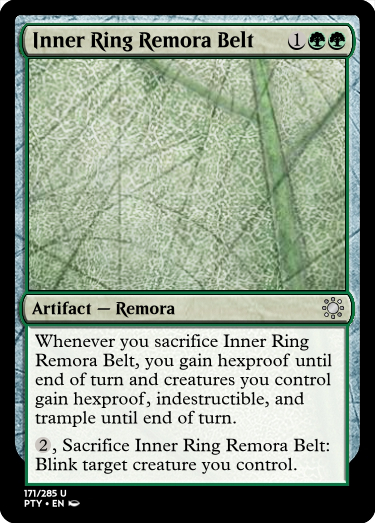 Inner Ring Remora Belt 1
Artifact — Remora
Whenever you sacrifice Inner Ring
Remora Belt, you gain hexproof until
end of turn and creatures you control
gain hexproof, indestructible, and
trample until end of turn.
2, Sacrifice Inner Ring Remora Belt:
Blink target creature you control.
171/285 U
PTY • EN